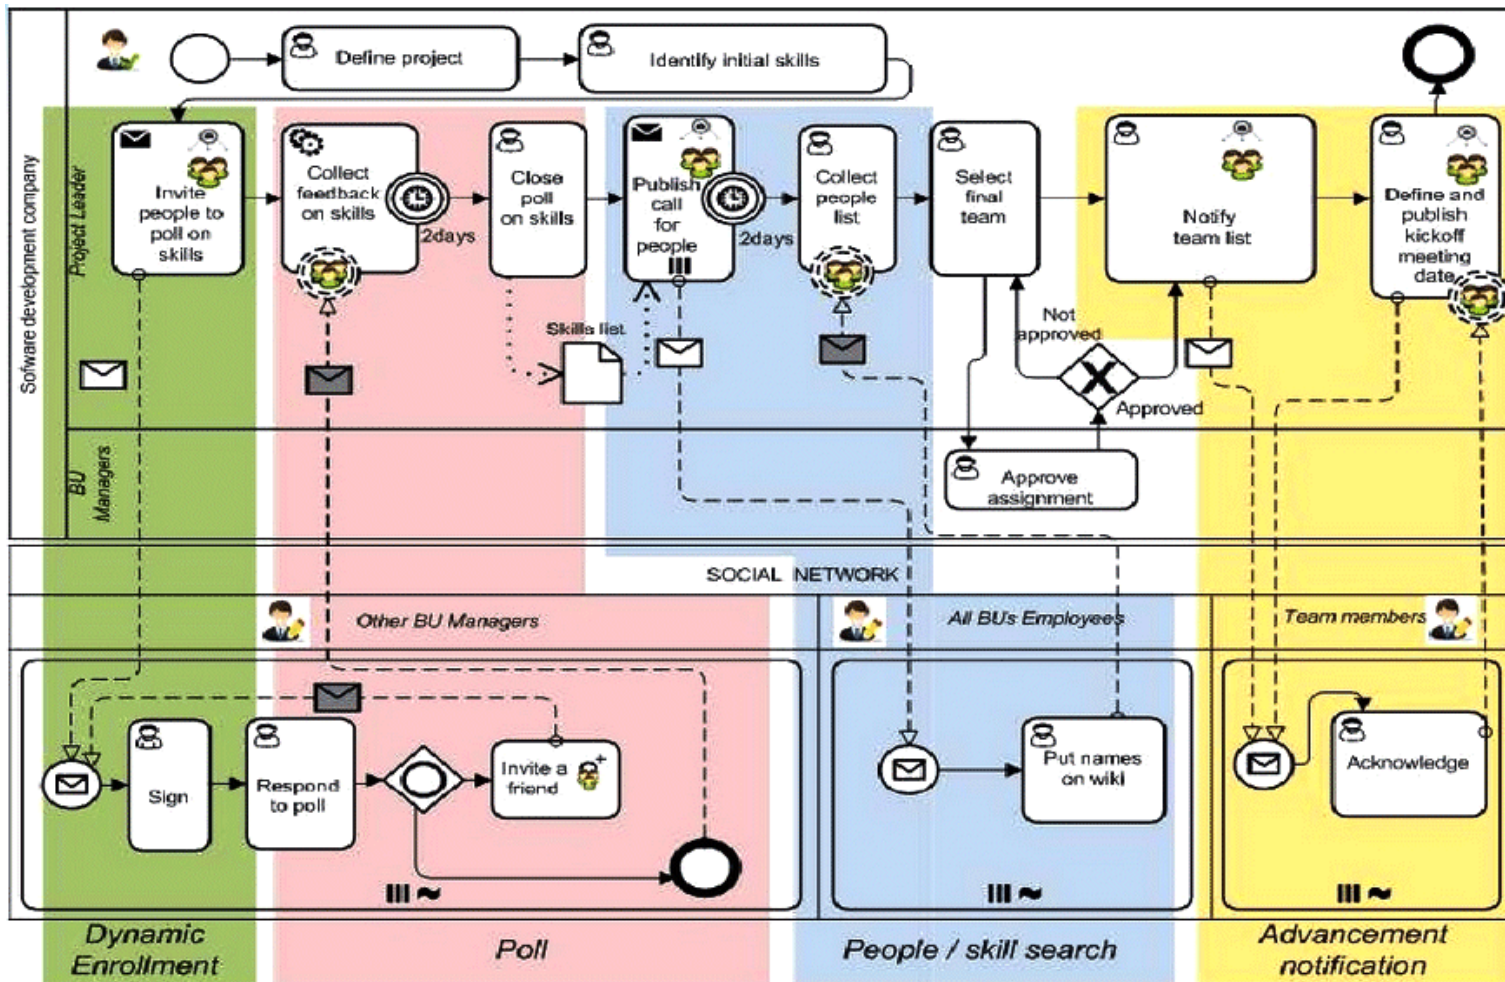 Define project
Identify initial skills
Sofware development company
Project Leader
Invite
people to
poll on
skills
Collect
feedback
on skills
2days
Close
poll
on skills
Publish
call
for
people
2days
Collect
people
list
Select
final
team
Notify
team list
Define and
publish
kickoff
meeting
date
Skills list
Not
approved
Approved
BU
Managers
Approve
assignment
SOCIAL NETWORK
Other BU Managers
All BU's Employees
Team members
Sign
Respond
to poll
Invite a
friend
Put names
on wiki
Acknowledge
Dynamic
Enrollment
Poll
People / skill search
Advancement
notification